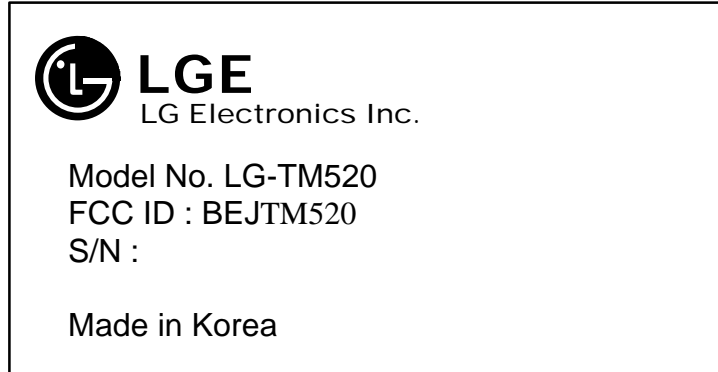 LGE
LG Electronics Inc.
Model No. LG-TM520
FCC ID : BEJTM520
S/N :
Made in Korea